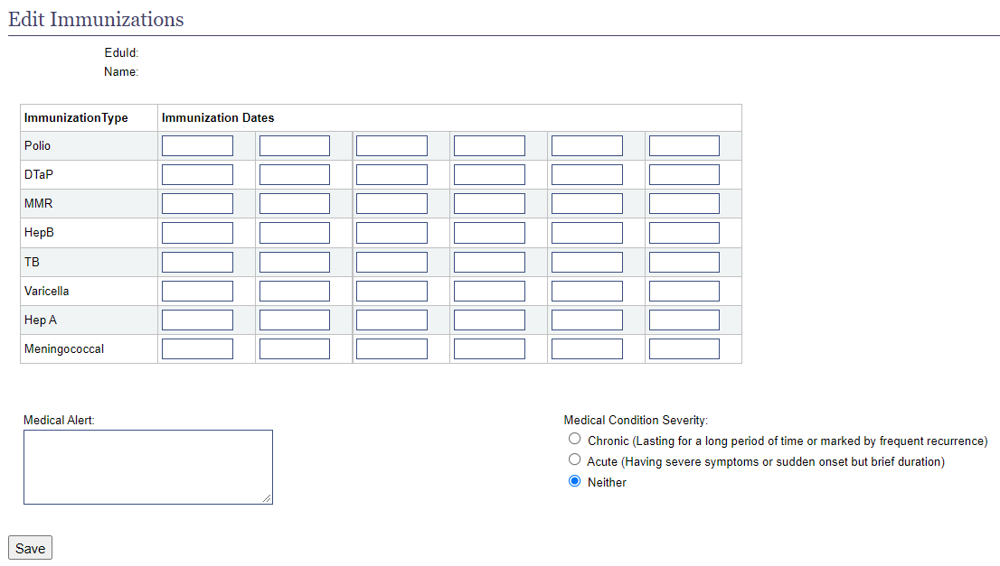 Edit Immunizations
EduId:
Name:
ImmunizationType Immunization Dates
Polio
DTaP
MMR
HepB
TB
Varicella
Hep A
Meningococcal
Medical Alert:
Medical Condition Severity:
Chronic (Lasting for a long period of time or marked by frequent recurrence)
Acute (Having severe symptoms or sudden onset but brief duration)
Neither
Save